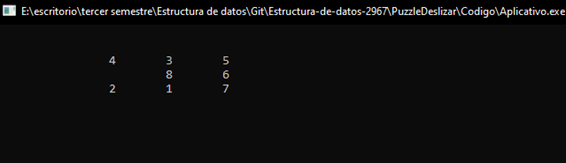 E:\escritorio\tercer semestre\Estructura de datos\Git\Estructura-de-datos-2967\PuzzleDeslizar\Codigo\Aplicativo.exe
4 3 5
8 6
2 1 7